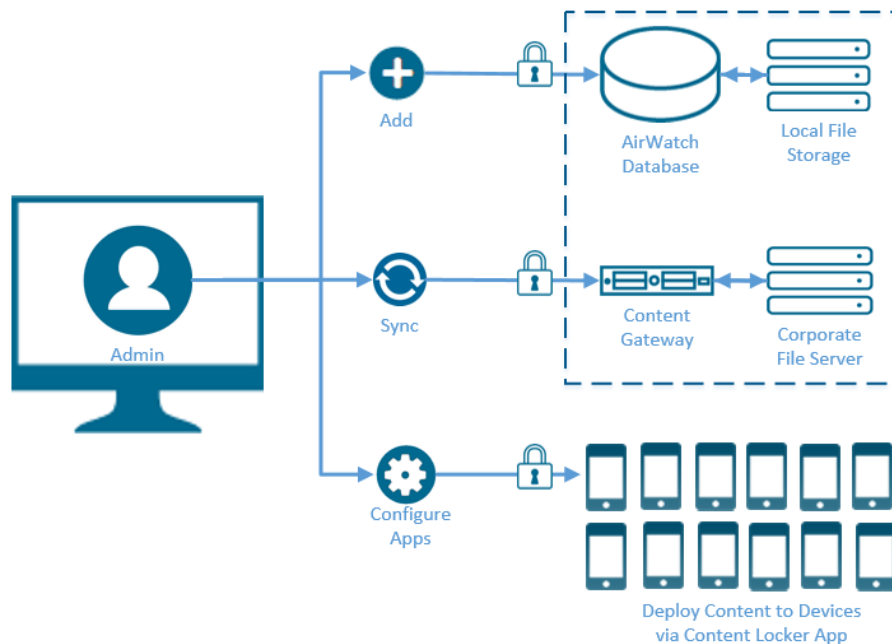 Add
AirWatch
Database
Local File
Storage
Admin
Sync
Content
Gateway
Corporate
File Server
Configure
Apps
Deploy Content to Devices
via Content Locker App